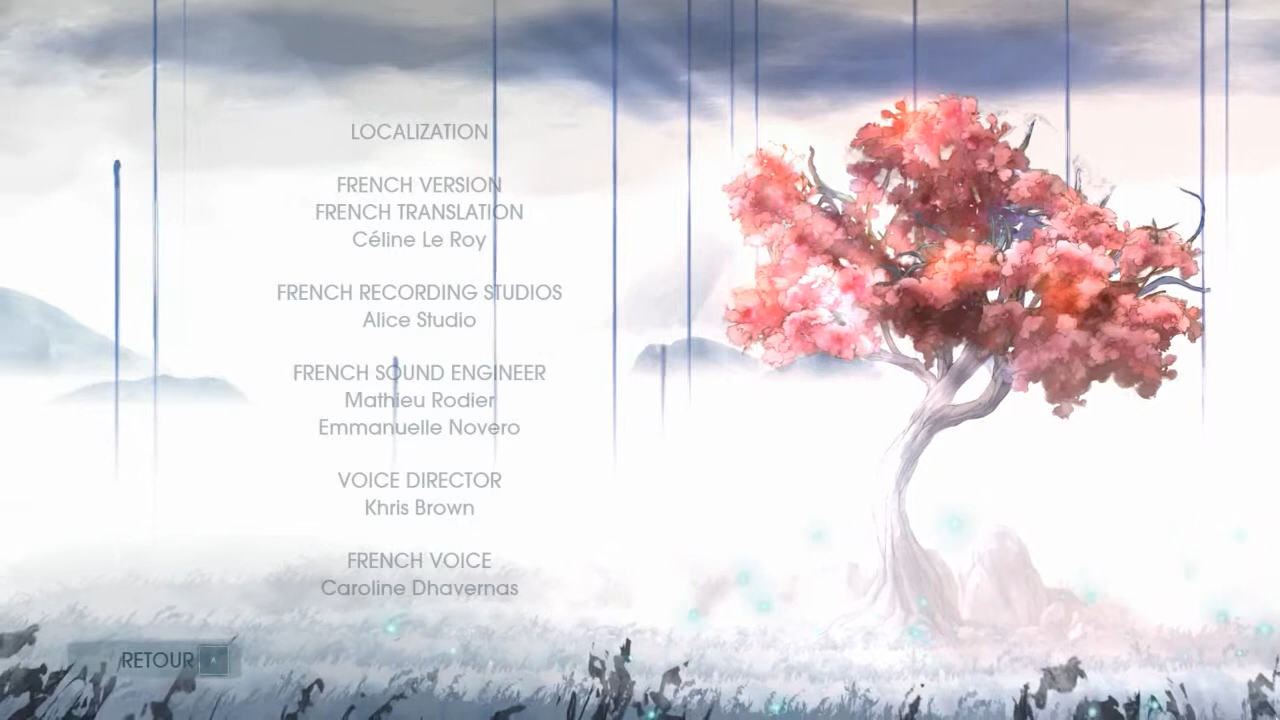 LOCALIZATION
FRENCH VERSION
FRENCH TRANSLATION
Céline Le Roy
FRENCH RECORDING STUDIOS
Alice Studio
FRENCH SOUND ENGINEER
Mathieu Rodier
Emmanuelle Novero
VOICE DIRECTOR
Khris Brown
FRENCH VOICE
Caroline Dhavernas
RETOUR